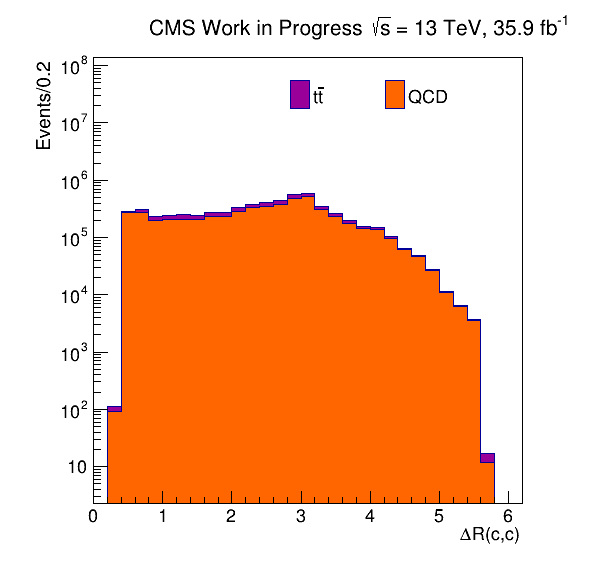 CMS Work in Progress √s = 13 TeV, 35.9 fb⁻¹
Events/0.2
10⁸
10⁷
10⁶
10⁵
10⁴
10³
10²
10
tt̄
QCD
0 1 2 3 4 5 6
ΔR(c,c)